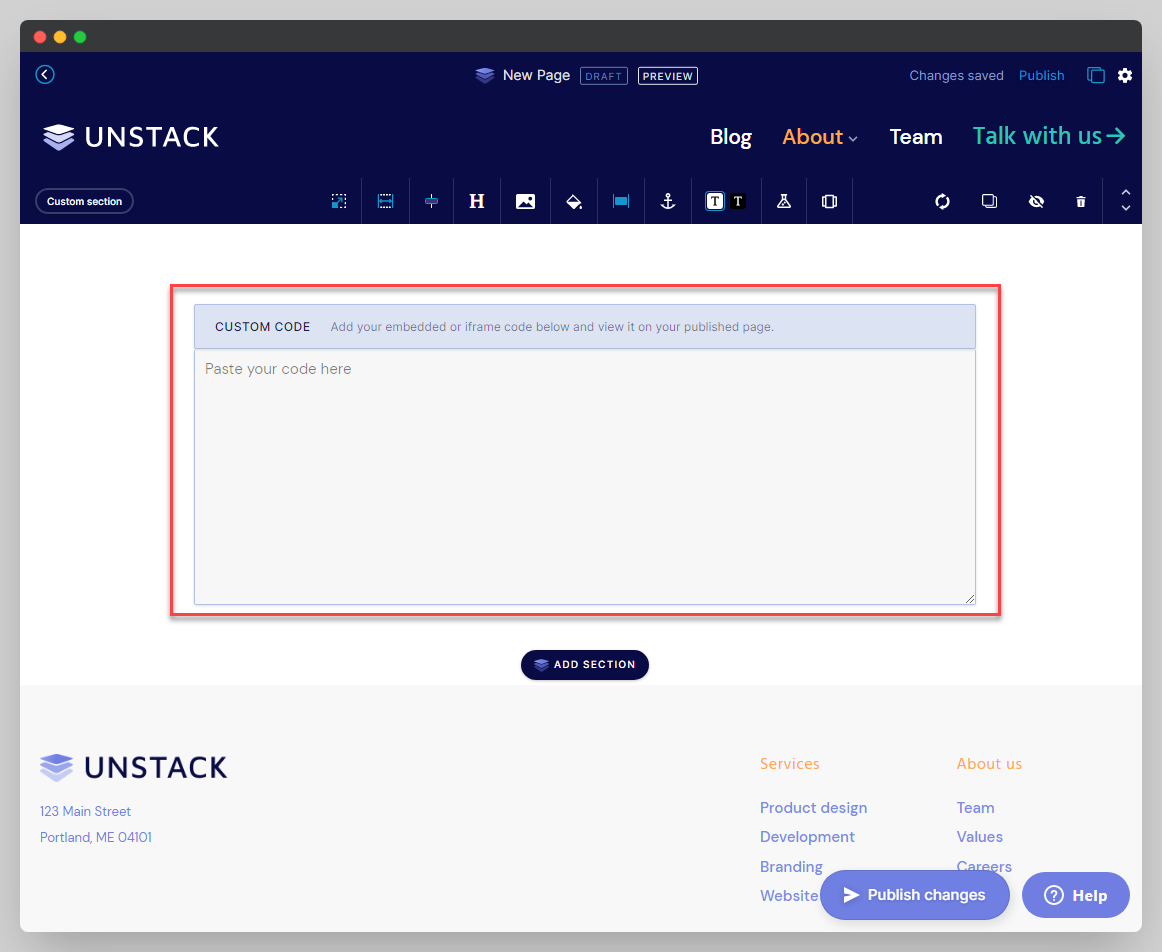 New Page DRAFT PREVIEW Changes saved Publish
UNSTACK Blog About Team Talk with us
Custom section H T T
CUSTOM CODE Add your embedded or iframe code below and view it on your published page.
Paste your code here
ADD SECTION
UNSTACK
123 Main Street
Portland, ME 04101
Services
Product design
Development
Branding
Website
About us
Team
Values
Careers
Publish changes
? Help